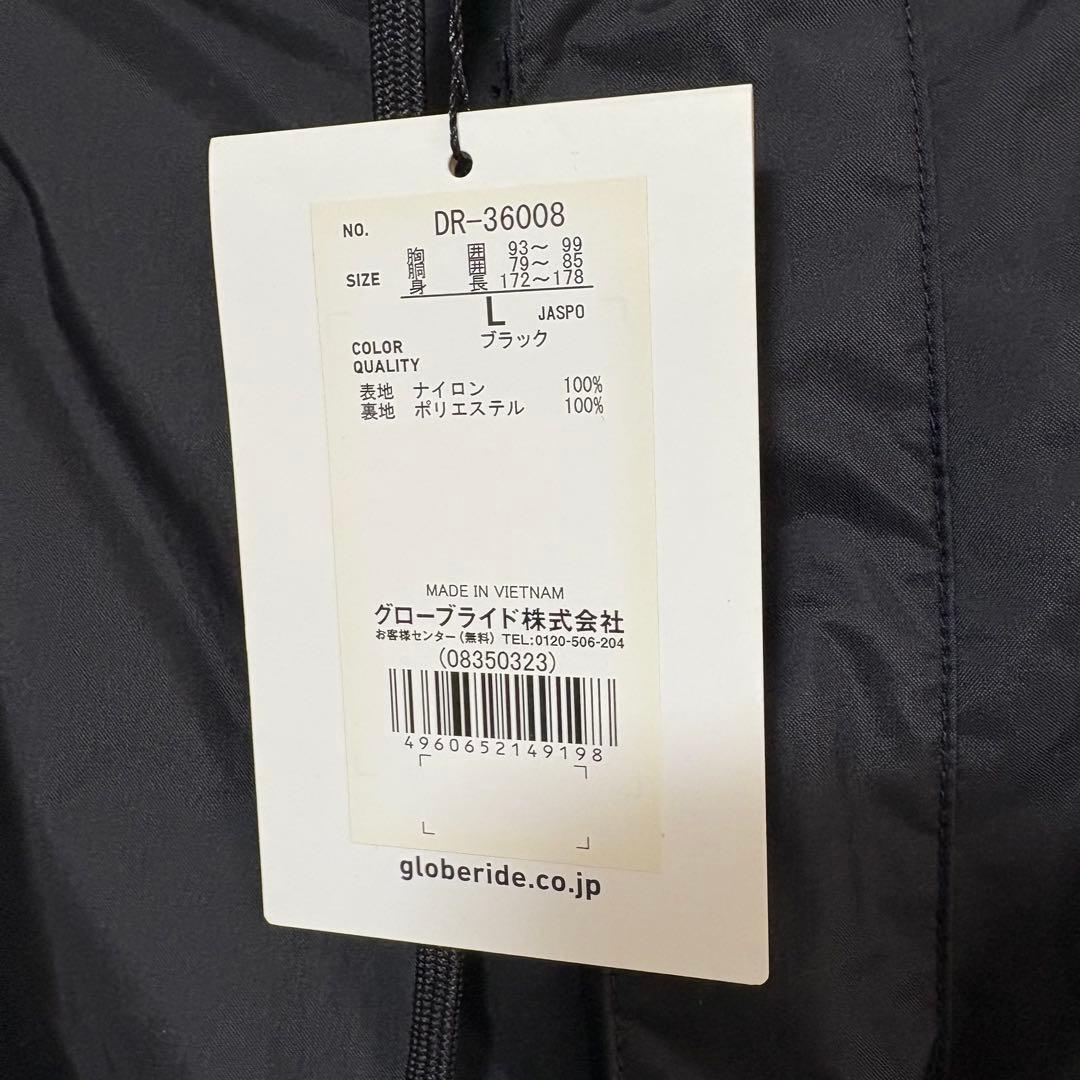 NO. DR-36008
胸囲 93～ 99
胴囲 79～ 85
SIZE 身長 172～178
L JASPO
COLOR ブラック
QUALITY
表地 ナイロン 100%
裏地 ポリエステル 100%
MADE IN VIETNAM
グローブライド株式会社
お客様センター(無料) TEL:0120-506-204
(08350323)
4960652149198
globeride.co.jp